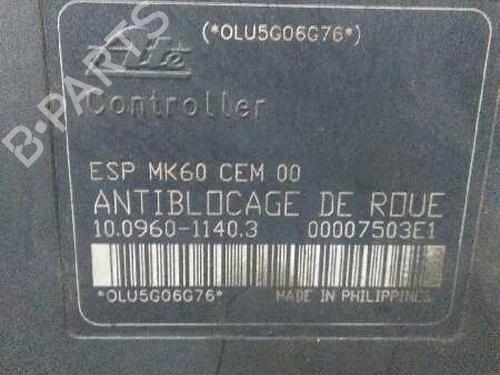 (*OLU5G06G76*)
Ate
Controller
ESP MK60 CEM 00
ANTIBLOCAGE DE ROUE
10.0960-1140.3 00007503E1
*OLU5G06G76* MADE IN PHILIPPINES
B-PARTS